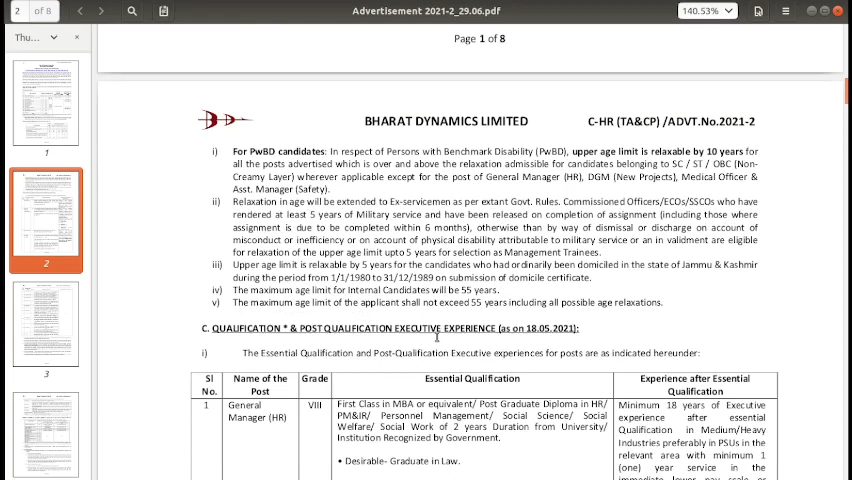 2 of 8
Advertisement 2021-2_29.06.pdf
140.53%
Thu...
1
2
3
Page 1 of 8
BHARAT DYNAMICS LIMITED C-HR (TA&CP) /ADVT.No.2021-2
i) For PwBD candidates: In respect of Persons with Benchmark Disability (PwBD), upper age limit is relaxable by 10 years for
all the posts advertised which is over and above the relaxation admissible for candidates belonging to SC / ST / OBC (Non-
Creamy Layer) wherever applicable except for the post of General Manager (HR), DGM (New Projects), Medical Officer &
Asst. Manager (Safety).
ii) Relaxation in age will be extended to Ex-servicemen as per extant Govt. Rules. Commissioned Officers/ECOs/SSCOs who have
rendered at least 5 years of Military service and have been released on completion of assignment (including those where
assignment is due to be completed within 6 months), otherwise than by way of dismissal or discharge on account of
misconduct or inefficiency or on account of physical disability attributable to military service or an in validment are eligible
for relaxation of the upper age limit upto 5 years for selection as Management Trainees.
iii) Upper age limit is relaxable by 5 years for the candidates who had ordinarily been domiciled in the state of Jammu & Kashmir
during the period from 1/1/1980 to 31/12/1989 on submission of domicile certificate.
iv) The maximum age limit for Internal Candidates will be 55 years.
v) The maximum age limit of the applicant shall not exceed 55 years including all possible age relaxations.
C. QUALIFICATION * & POST QUALIFICATION EXECUTIVE EXPERIENCE (as on 18.05.2021):
i) The Essential Qualification and Post-Qualification Executive experiences for posts are as indicated hereunder:
Sl No. Name of the Post Grade Essential Qualification Experience after Essential Qualification
1 General Manager (HR) VIII
First Class in MBA or equivalent/ Post Graduate Diploma in HR/
PM&IR/ Personnel Management/ Social Science/ Social
Welfare/ Social Work of 2 years Duration from University/
Institution Recognized by Government.
• Desirable- Graduate in Law.
Minimum 18 years of Executive
experience after essential
Qualification in Medium/Heavy
Industries preferably in PSUs in the
relevant area with minimum 1
(one) year service in the
immediate lower pay scale or